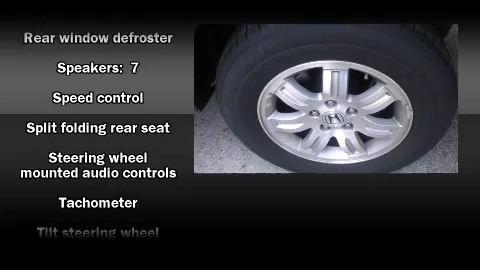 Rear window defroster
Speakers: 7
Speed control
Split folding rear seat
Steering wheel
mounted audio controls
Tachometer
Tilt steering wheel